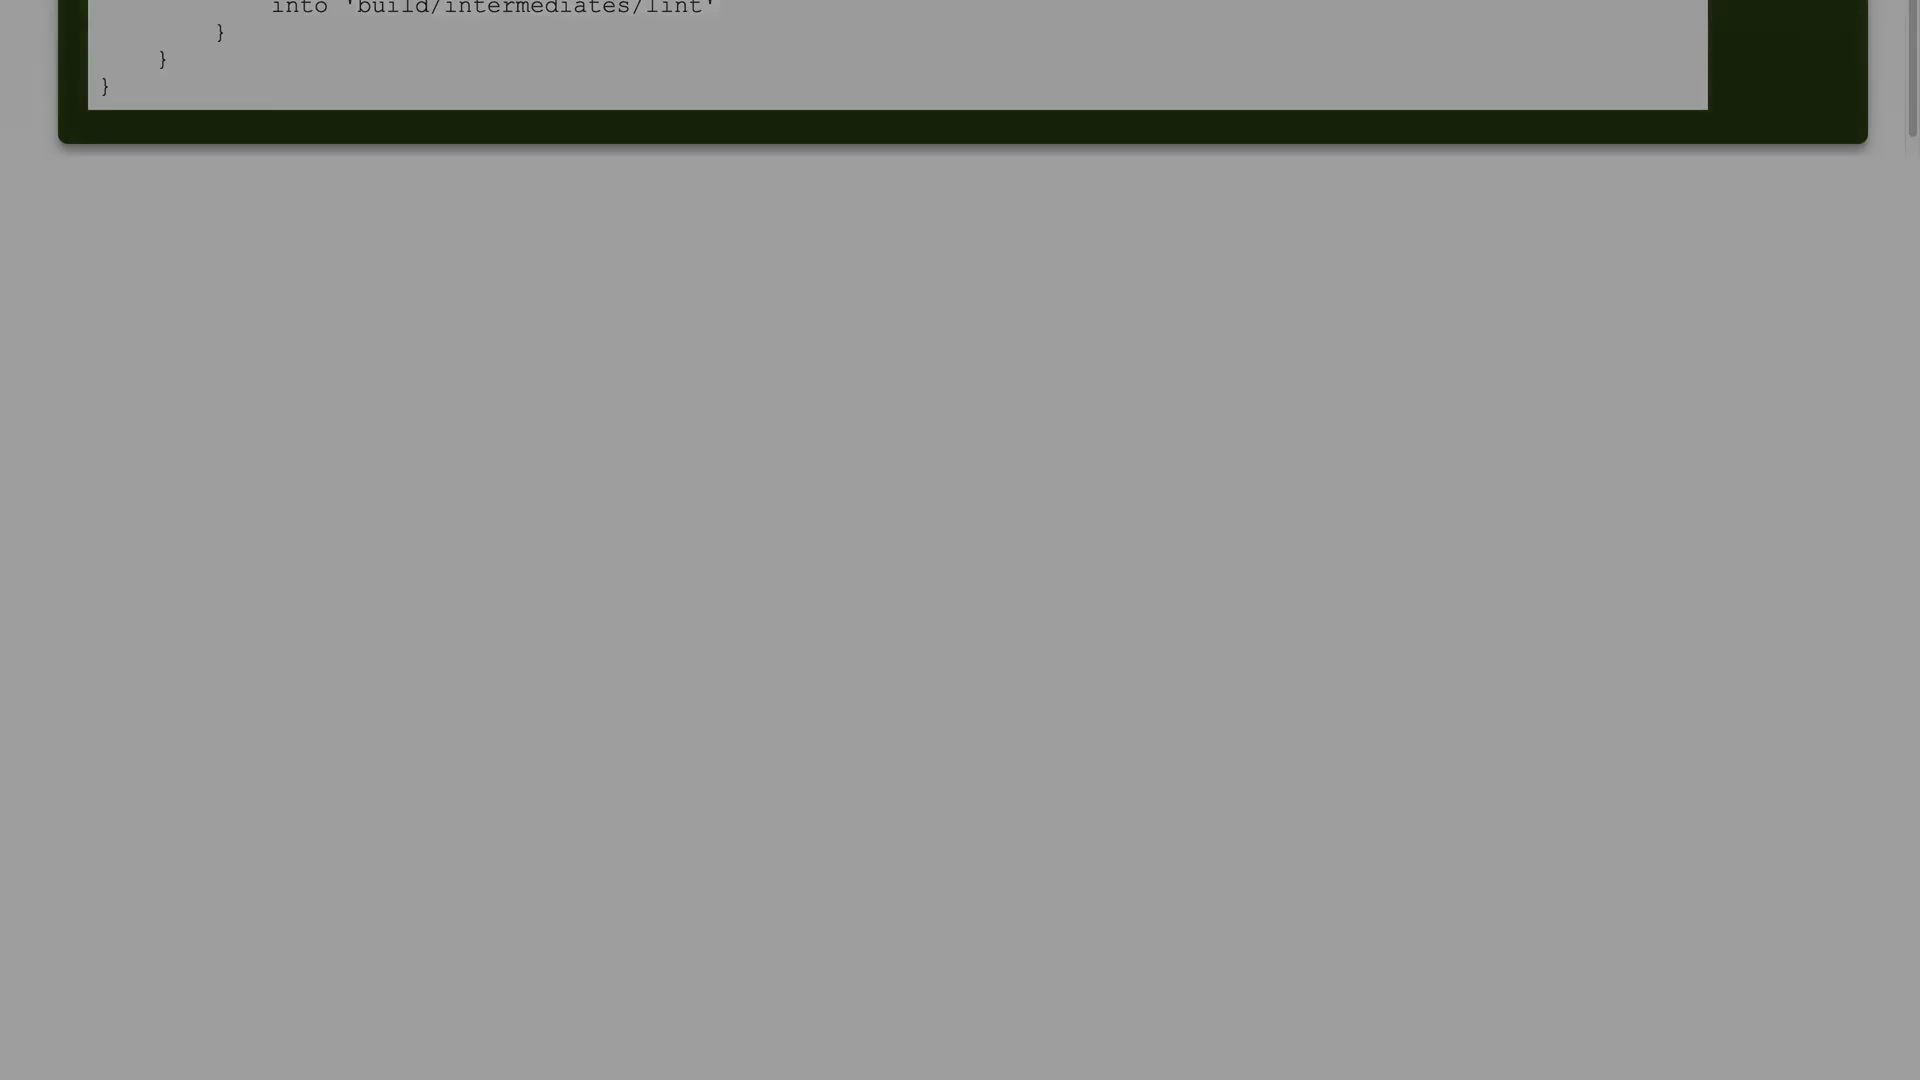 into 'build/intermediates/lint'
}
}
}